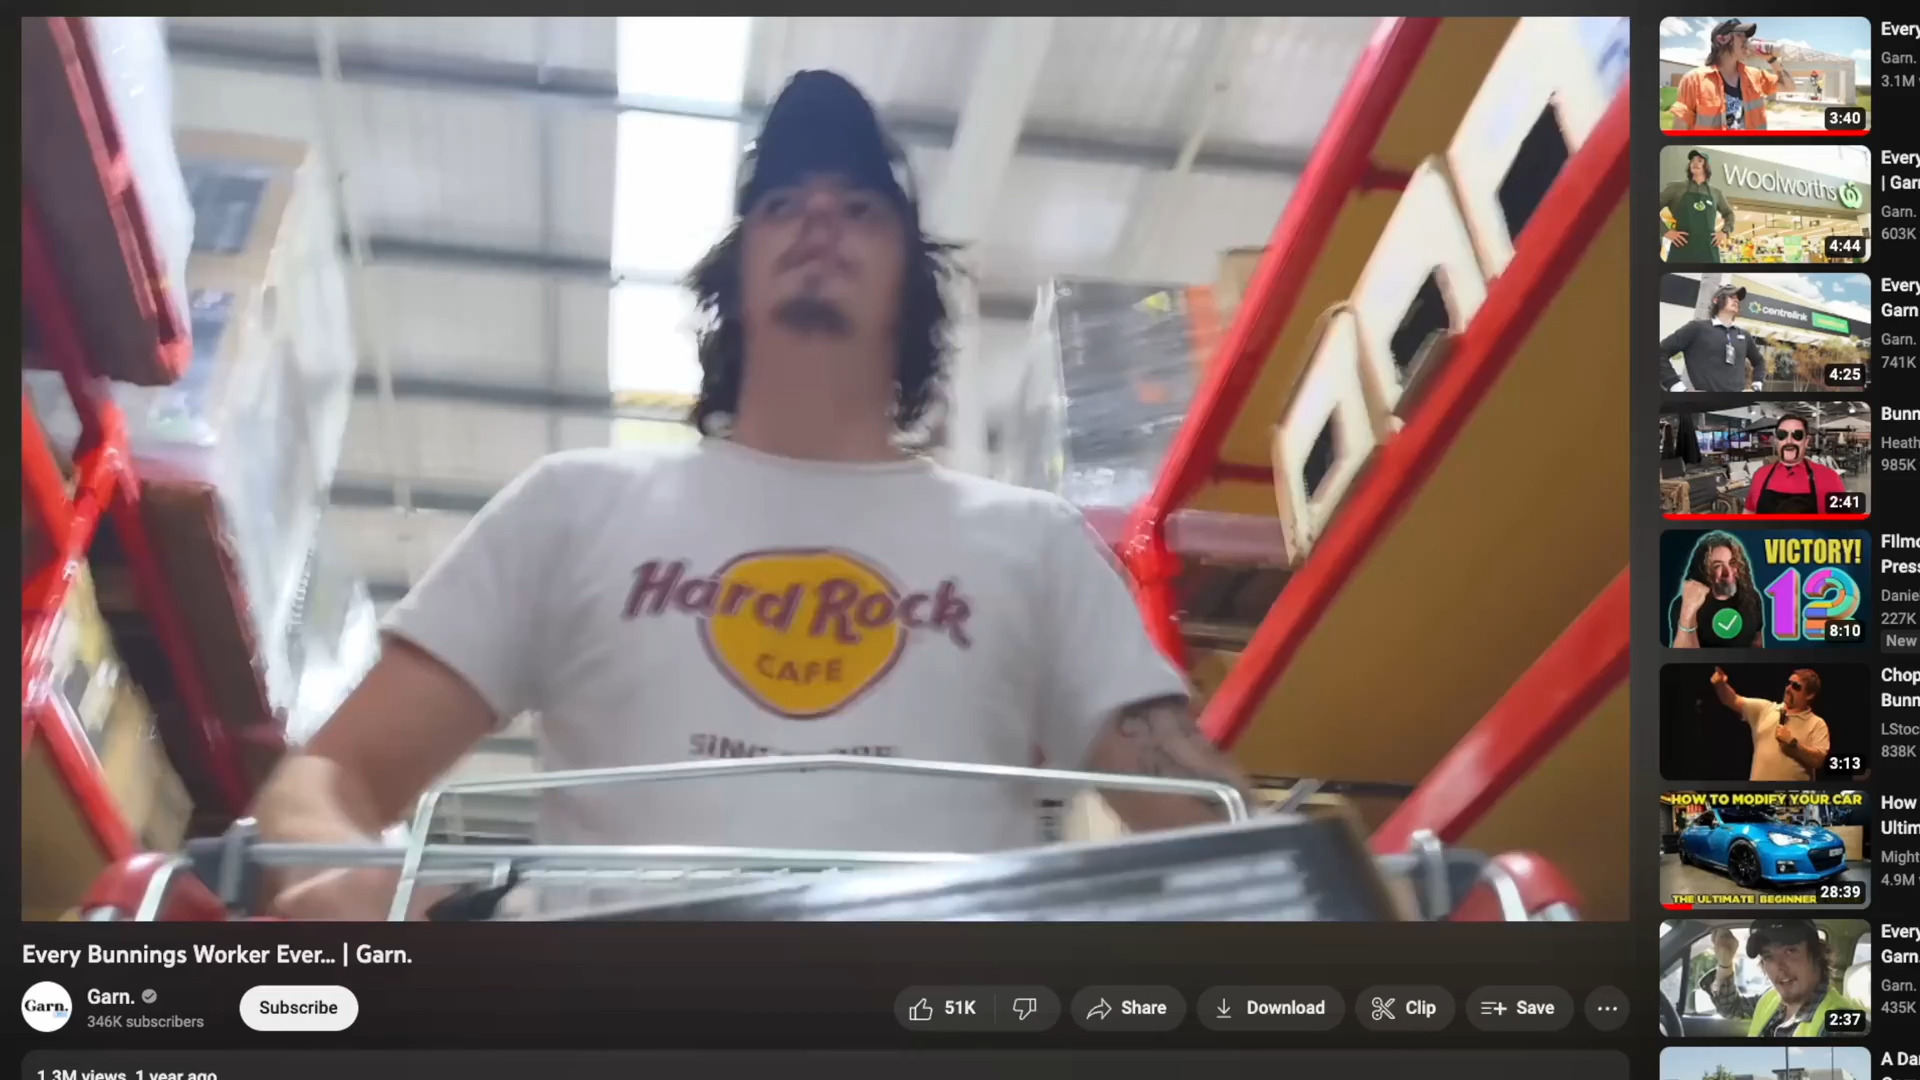 Hard Rock
CAFE
Every Bunnings Worker Ever... | Garn.
Garn.
Garn.
346K subscribers
Subscribe
51K
Share
Download
Clip
Save
1.3M views 1 year ago
Every
Garn.
3.1M
3:40
Woolworths
4:44
Every
| Gar
Garn.
603K
centrelink
4:25
Every
Garn
Garn.
741K
2:41
Bunn
Heath
985K
VICTORY!
12
8:10
Filmo
Press
Danie
227K
New
3:13
Chop
Bunn
LStoc
838K
HOW TO MODIFY YOUR CAR
THE ULTIMATE BEGINNER
28:39
How
Ultim
Might
4.9M
2:37
Every
Garn.
Garn.
435K
A Da